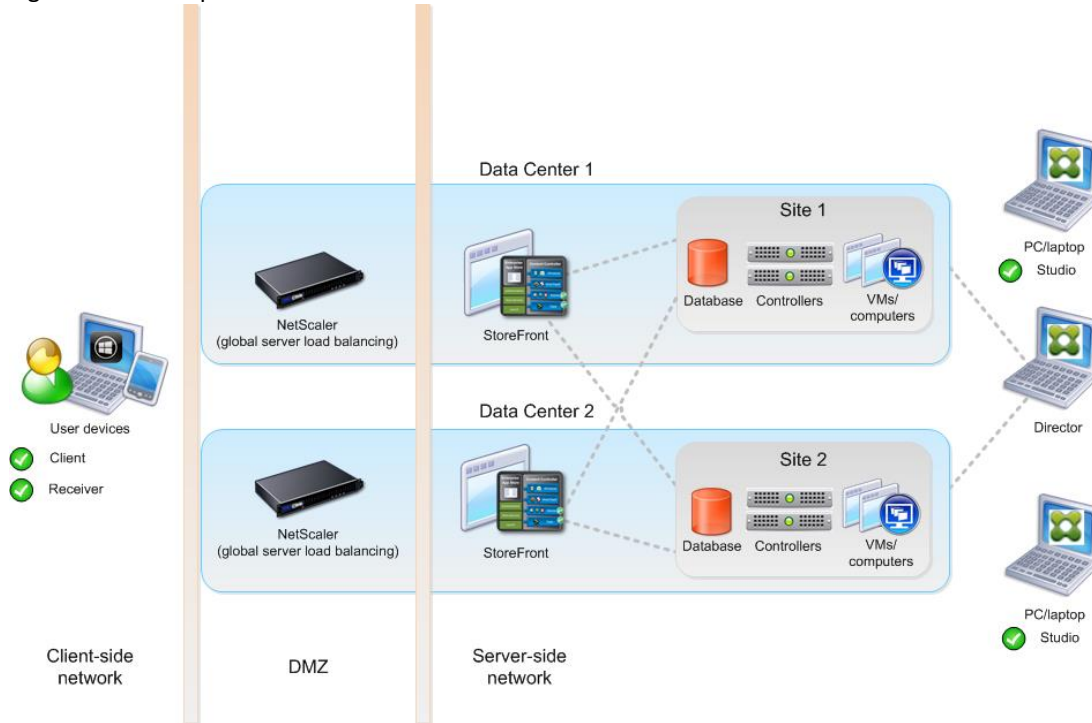 Data Center 1
Site 1
Database
Controllers
VMs/
computers
NetScaler
(global server load balancing)
StoreFront
PC/laptop
Studio
User devices
Client
Receiver
Data Center 2
Site 2
Database
Controllers
VMs/
computers
NetScaler
(global server load balancing)
StoreFront
Director
PC/laptop
Studio
Client-side
network
DMZ
Server-side
network